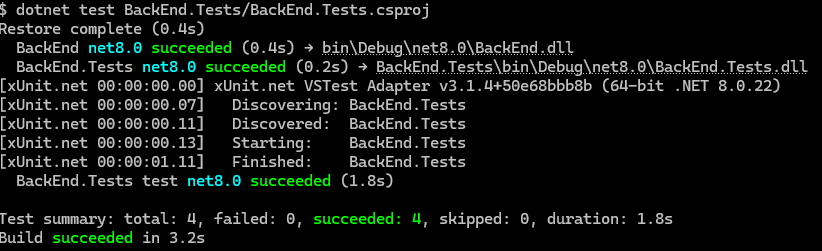 $ dotnet test BackEnd.Tests/BackEnd.Tests.csproj
Restore complete (0.4s)
  BackEnd net8.0 succeeded (0.4s) → bin\Debug\net8.0\BackEnd.dll
  BackEnd.Tests net8.0 succeeded (0.2s) → BackEnd.Tests\bin\Debug\net8.0\BackEnd.Tests.dll
[xUnit.net 00:00:00.00] xUnit.net VSTest Adapter v3.1.4+50e68bbb8b (64-bit .NET 8.0.22)
[xUnit.net 00:00:00.07]   Discovering: BackEnd.Tests
[xUnit.net 00:00:00.11]   Discovered:  BackEnd.Tests
[xUnit.net 00:00:00.13]   Starting:    BackEnd.Tests
[xUnit.net 00:00:01.11]   Finished:    BackEnd.Tests
  BackEnd.Tests test net8.0 succeeded (1.8s)

Test summary: total: 4, failed: 0, succeeded: 4, skipped: 0, duration: 1.8s
Build succeeded in 3.2s